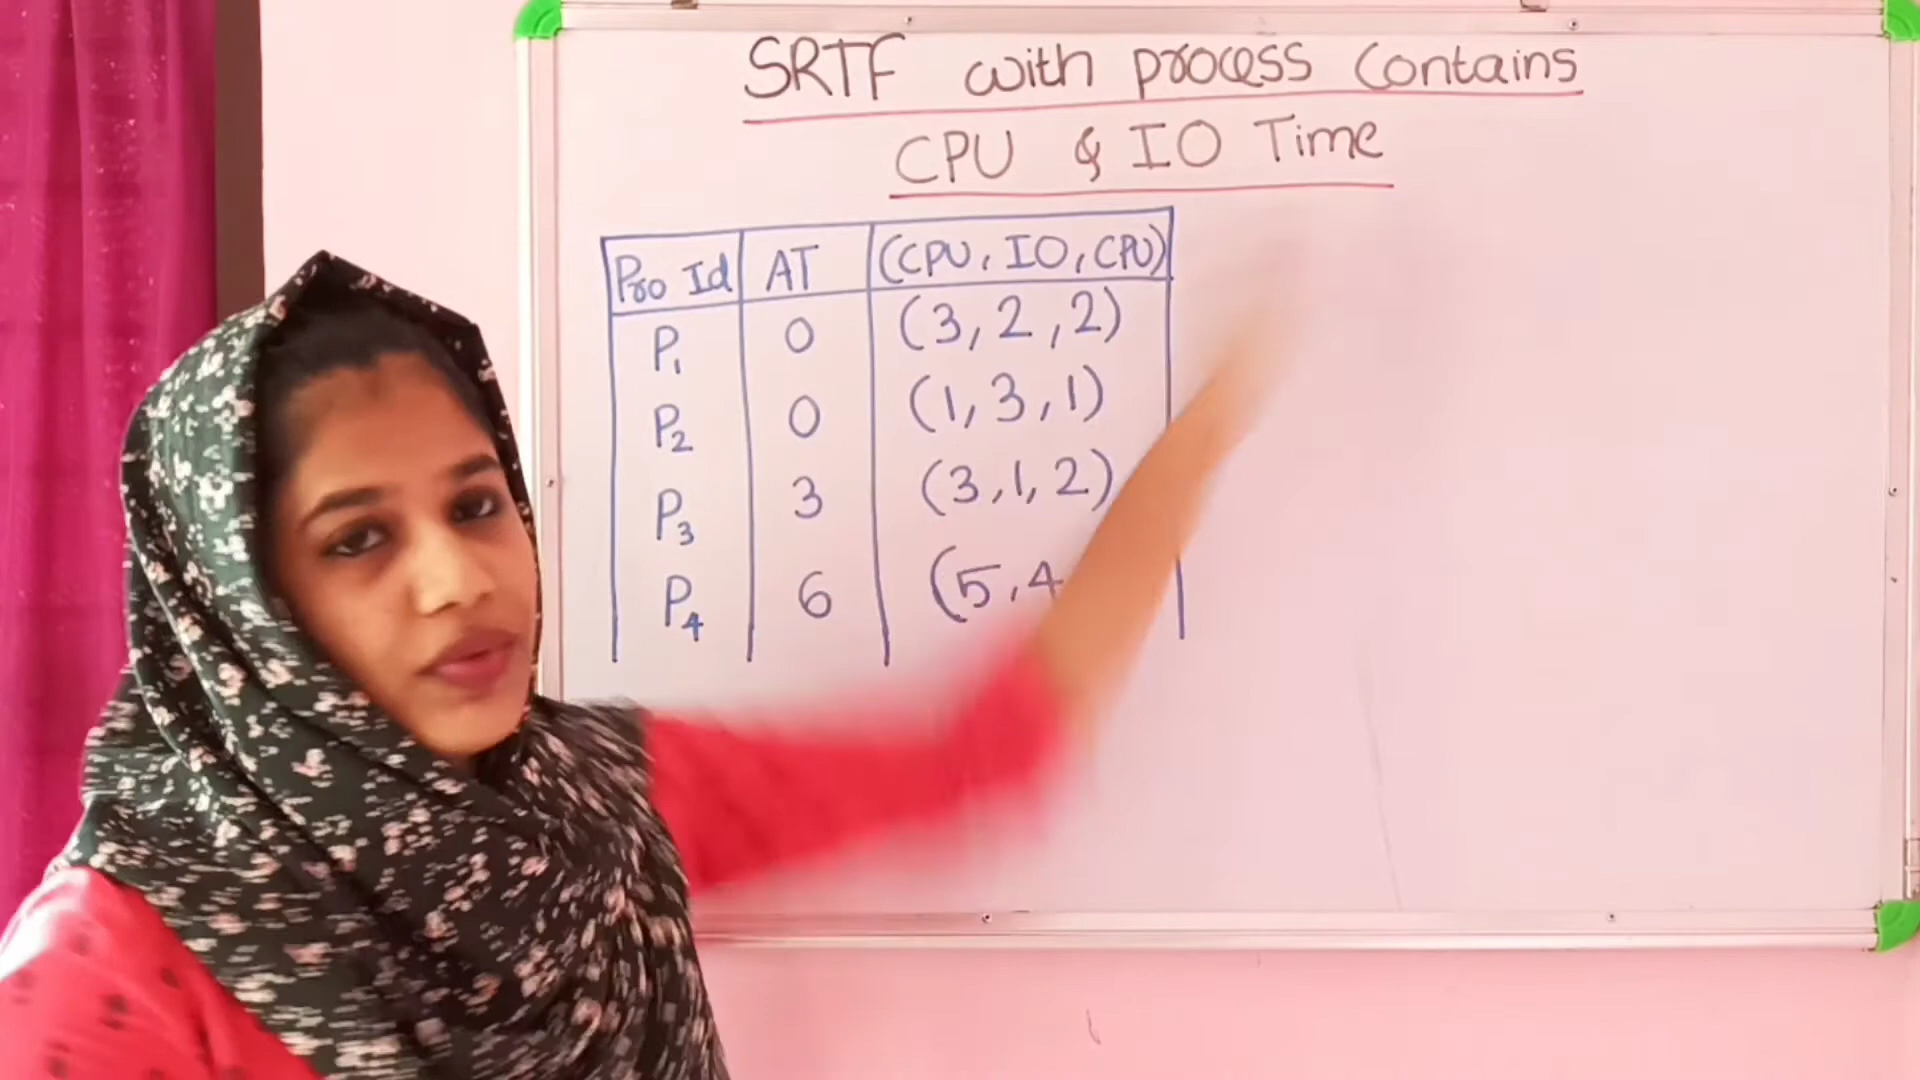 SRTF with process Contains
CPU & IO Time
Pro Id AT (CPU, IO, CPU)
P1 0 (3, 2, 2)
P2 0 (1, 3, 1)
P3 3 (3, 1, 2)
P4 6 (5, 4